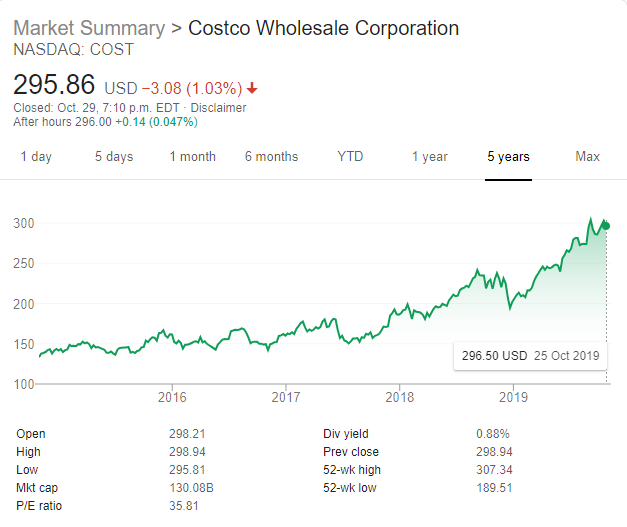 Market Summary > Costco Wholesale Corporation
NASDAQ: COST
295.86 USD −3.08 (1.03%)
Closed: Oct. 29, 7:10 p.m. EDT · Disclaimer
After hours 296.00 +0.14 (0.047%)
1 day 5 days 1 month 6 months YTD 1 year 5 years Max
300
250
200
150
100
296.50 USD 25 Oct 2019
2016 2017 2018 2019
Open 298.21 Div yield 0.88%
High 298.94 Prev close 298.94
Low 295.81 52-wk high 307.34
Mkt cap 130.08B 52-wk low 189.51
P/E ratio 35.81